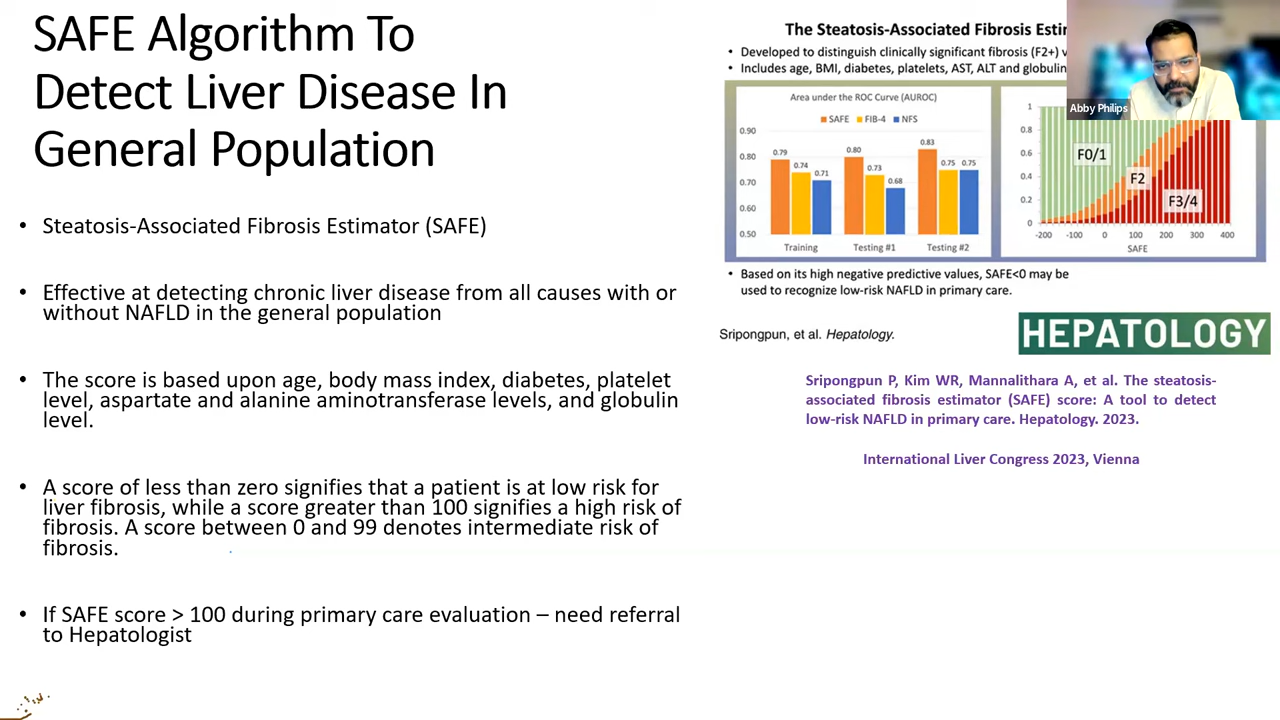 SAFE Algorithm To
Detect Liver Disease In
General Population
• Steatosis-Associated Fibrosis Estimator (SAFE)
• Effective at detecting chronic liver disease from all causes with or
without NAFLD in the general population
• The score is based upon age, body mass index, diabetes, platelet
level, aspartate and alanine aminotransferase levels, and globulin
level.
• A score of less than zero signifies that a patient is at low risk for
liver fibrosis, while a score greater than 100 signifies a high risk of
fibrosis. A score between 0 and 99 denotes intermediate risk of
fibrosis.
• If SAFE score > 100 during primary care evaluation – need referral
to Hepatologist
The Steatosis-Associated Fibrosis
• Developed to distinguish clinically significant fibrosis (F2+)
• Includes age, BMI, diabetes, platelets, AST, ALT and globulin
Area under the ROC Curve (AUROC)
SAFE FIB-4 NFS
0.90
0.80
0.70
0.60
0.50
0.79 0.74 0.71
0.80 0.73 0.68
0.83 0.75 0.75
Training Testing #1 Testing #2
1
0.8
0.6
0.4
0.2
0
F0/1
F2
F3/4
-200 -100 0 100 200 300 400
SAFE
Abby Philips
• Based on its high negative predictive values, SAFE<0 may be
used to recognize low-risk NAFLD in primary care.
Sripongpun, et al. Hepatology.
HEPATOLOGY
Sripongpun P, Kim WR, Mannalithara A, et al. The steatosis-
associated fibrosis estimator (SAFE) score: A tool to detect
low-risk NAFLD in primary care. Hepatology. 2023.
International Liver Congress 2023, Vienna